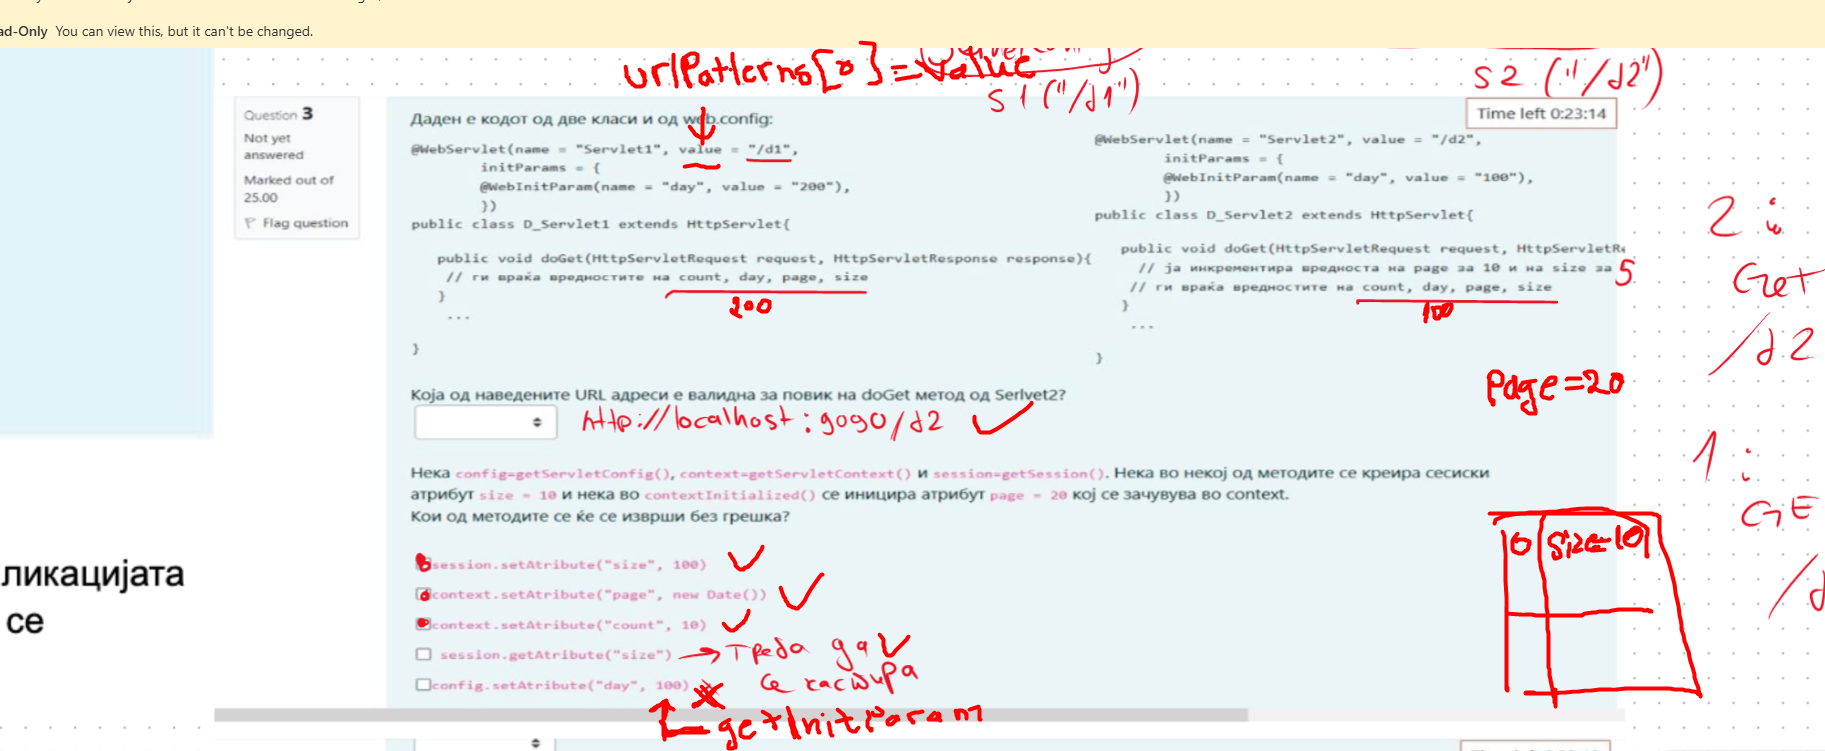 ad-Only You can view this, but it can't be changed.
urlPatterns[0] = value
s1 ("/d1")
s2 ("/d2")
Question 3
Not yet
answered
Marked out of
25.00
Flag question
Time left 0:23:14
Даден е кодот од две класи и од web.config:
@WebServlet(name = "Servlet1", value = "/d1",
initParams = {
@WebInitParam(name = "day", value = "200"),
})
public class D_Servlet1 extends HttpServlet{
public void doGet(HttpServletRequest request, HttpServletResponse response){
// ги враќа вредностите на count, day, page, size
200
}
...
}
@WebServlet(name = "Servlet2", value = "/d2",
initParams = {
@WebInitParam(name = "day", value = "100"),
})
public class D_Servlet2 extends HttpServlet{
public void doGet(HttpServletRequest request, HttpServletRe
// ја инкрементира вредноста на page за 10 и на size за 5
// ги враќа вредностите на count, day, page, size
100
}
...
}
2:
Get
/d2
Page=20
Која од наведените URL адреси е валидна за повик на doGet метод од Serlvet2?
http://localhost:9090/d2
Нека config=getServletConfig(), context=getServletContext() и session=getSession(). Нека во некој од методите се креира сесиски
атрибут size = 10 и нека во contextInitialized() се иницира атрибут page = 20 кој се зачувува во context.
Кои од методите се ќе се изврши без грешка?
session.setAtribute("size", 100)
context.setAtribute("page", new Date())
context.setAtribute("count", 10)
session.getAtribute("size") → Треба да
се кастира
config.setAtribute("day", 100)
getInitParam
1:
GE
/d
0 size=10
ликацијата
се